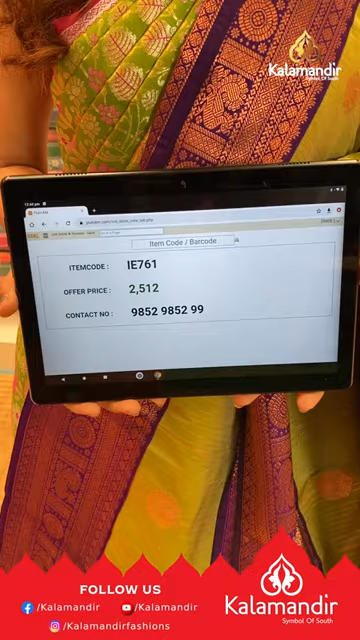 Kalamandir
Symbol Of South
Item Code / Barcode
ITEMCODE : IE761
OFFER PRICE : 2,512
CONTACT NO : 9852 9852 99
FOLLOW US
/Kalamandir /Kalamandir
/Kalamandirfashions
Kalamandir
Symbol Of South